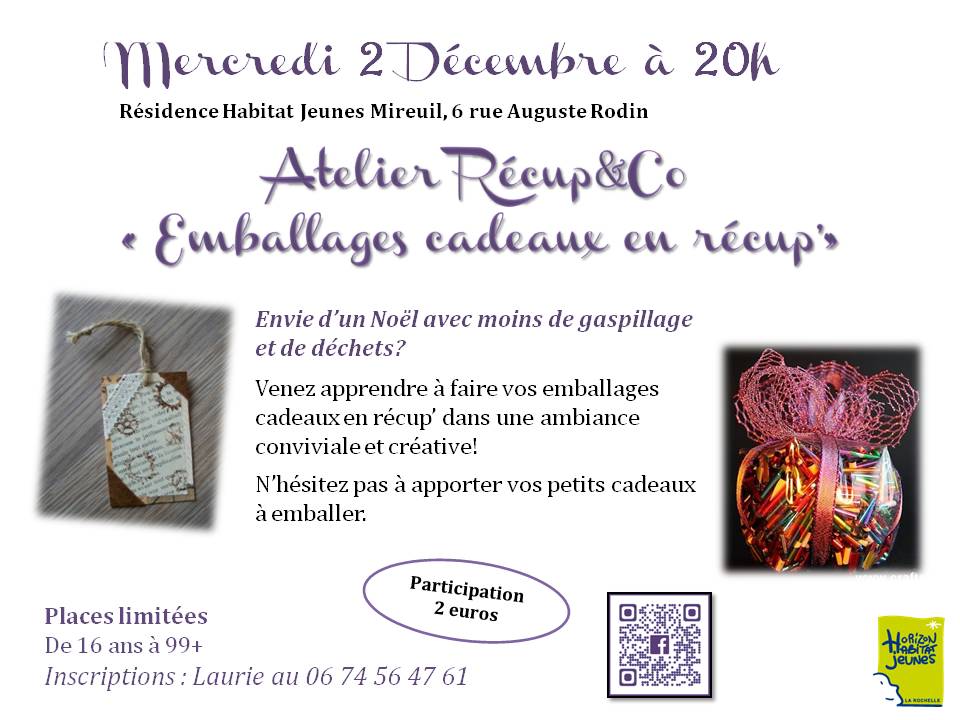 Mercredi 2 Décembre à 20h
Résidence Habitat Jeunes Mireuil, 6 rue Auguste Rodin
Atelier Récup&Co
« Emballages cadeaux en récup'»
Envie d'un Noël avec moins de gaspillage
et de déchets?
Venez apprendre à faire vos emballages
cadeaux en récup' dans une ambiance
conviviale et créative!
N'hésitez pas à apporter vos petits cadeaux
à emballer.
Participation
2 euros
Places limitées
De 16 ans à 99+
Inscriptions : Laurie au 06 74 56 47 61
HORIZON
HABITAT
JEUNES
LA ROCHELLE